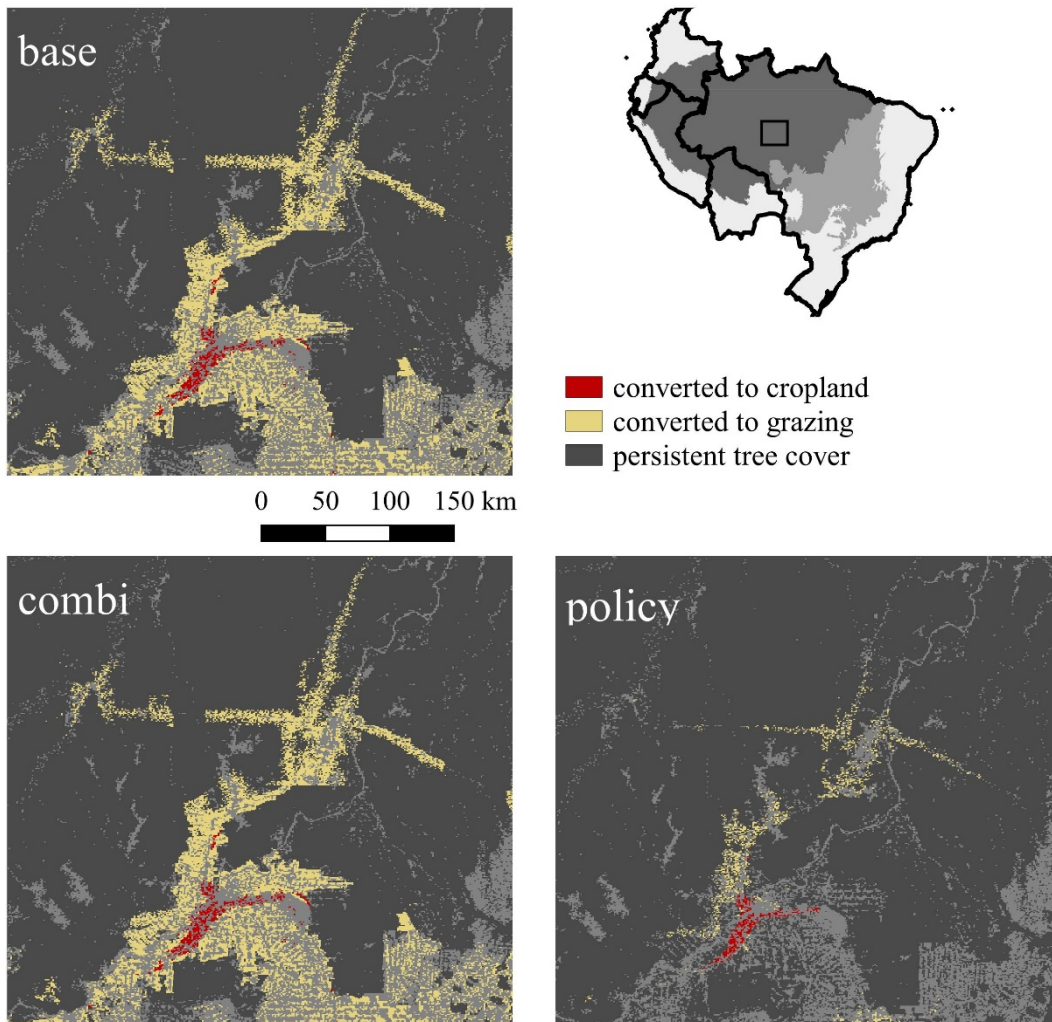 base
converted to cropland
converted to grazing
persistent tree cover
0 50 100 150 km
combi
policy